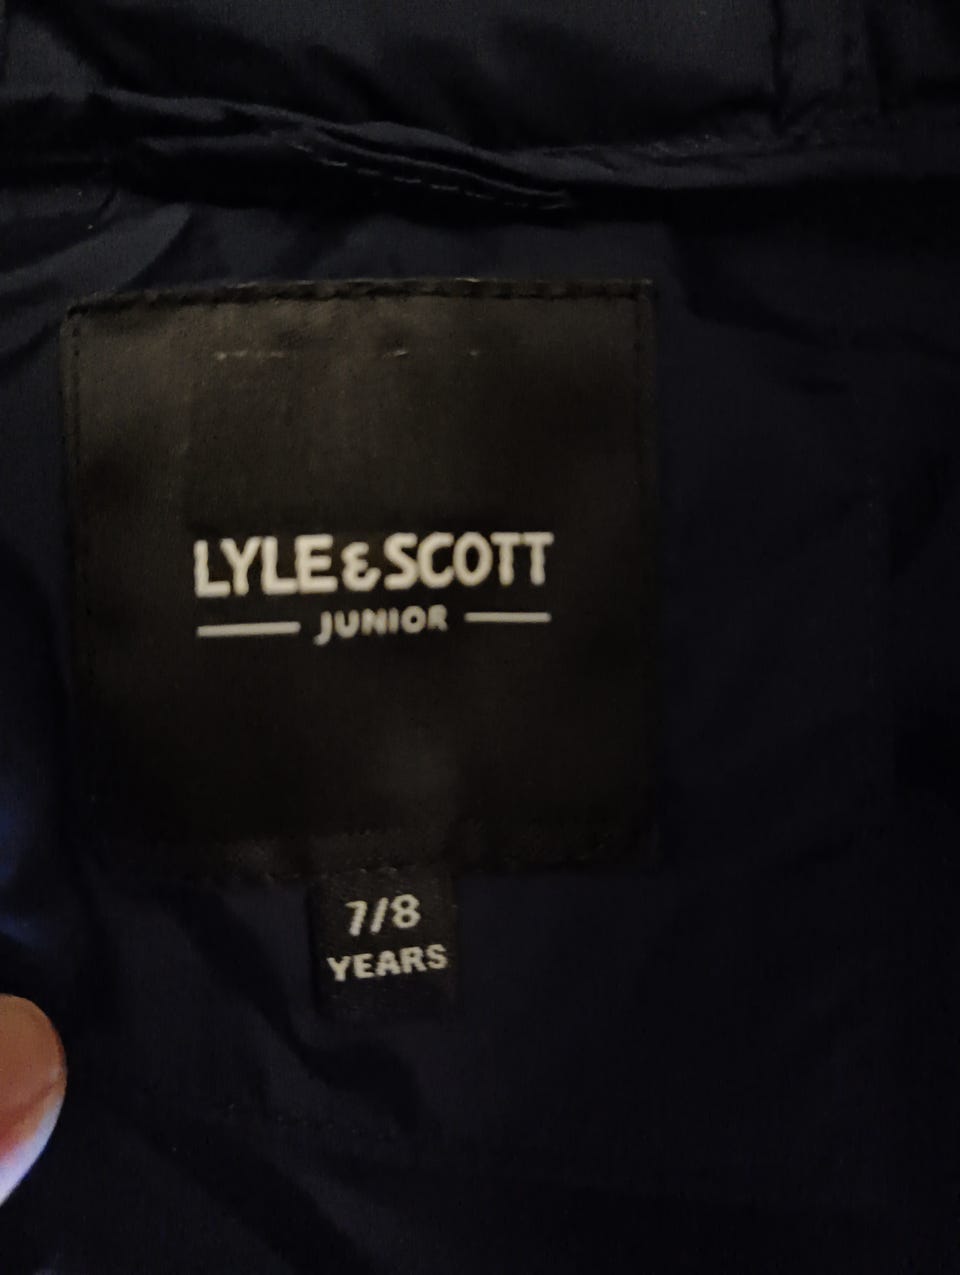 LYLE & SCOTT
JUNIOR
7/8
YEARS